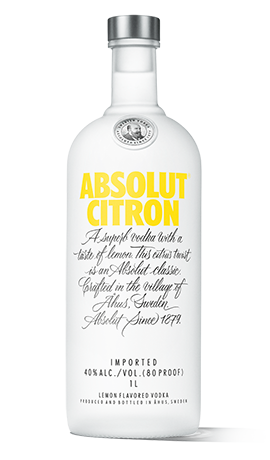 ABSOLUT
CITRON
A superb vodka with a
taste of lemon. This citrus twist
is an Absolut classic.
Crafted in the village of
Åhus, Sweden.
Absolut Since 1879.
IMPORTED
40% ALC./VOL.(80 PROOF)
1L
LEMON FLAVORED VODKA
PRODUCED AND BOTTLED IN ÅHUS, SWEDEN